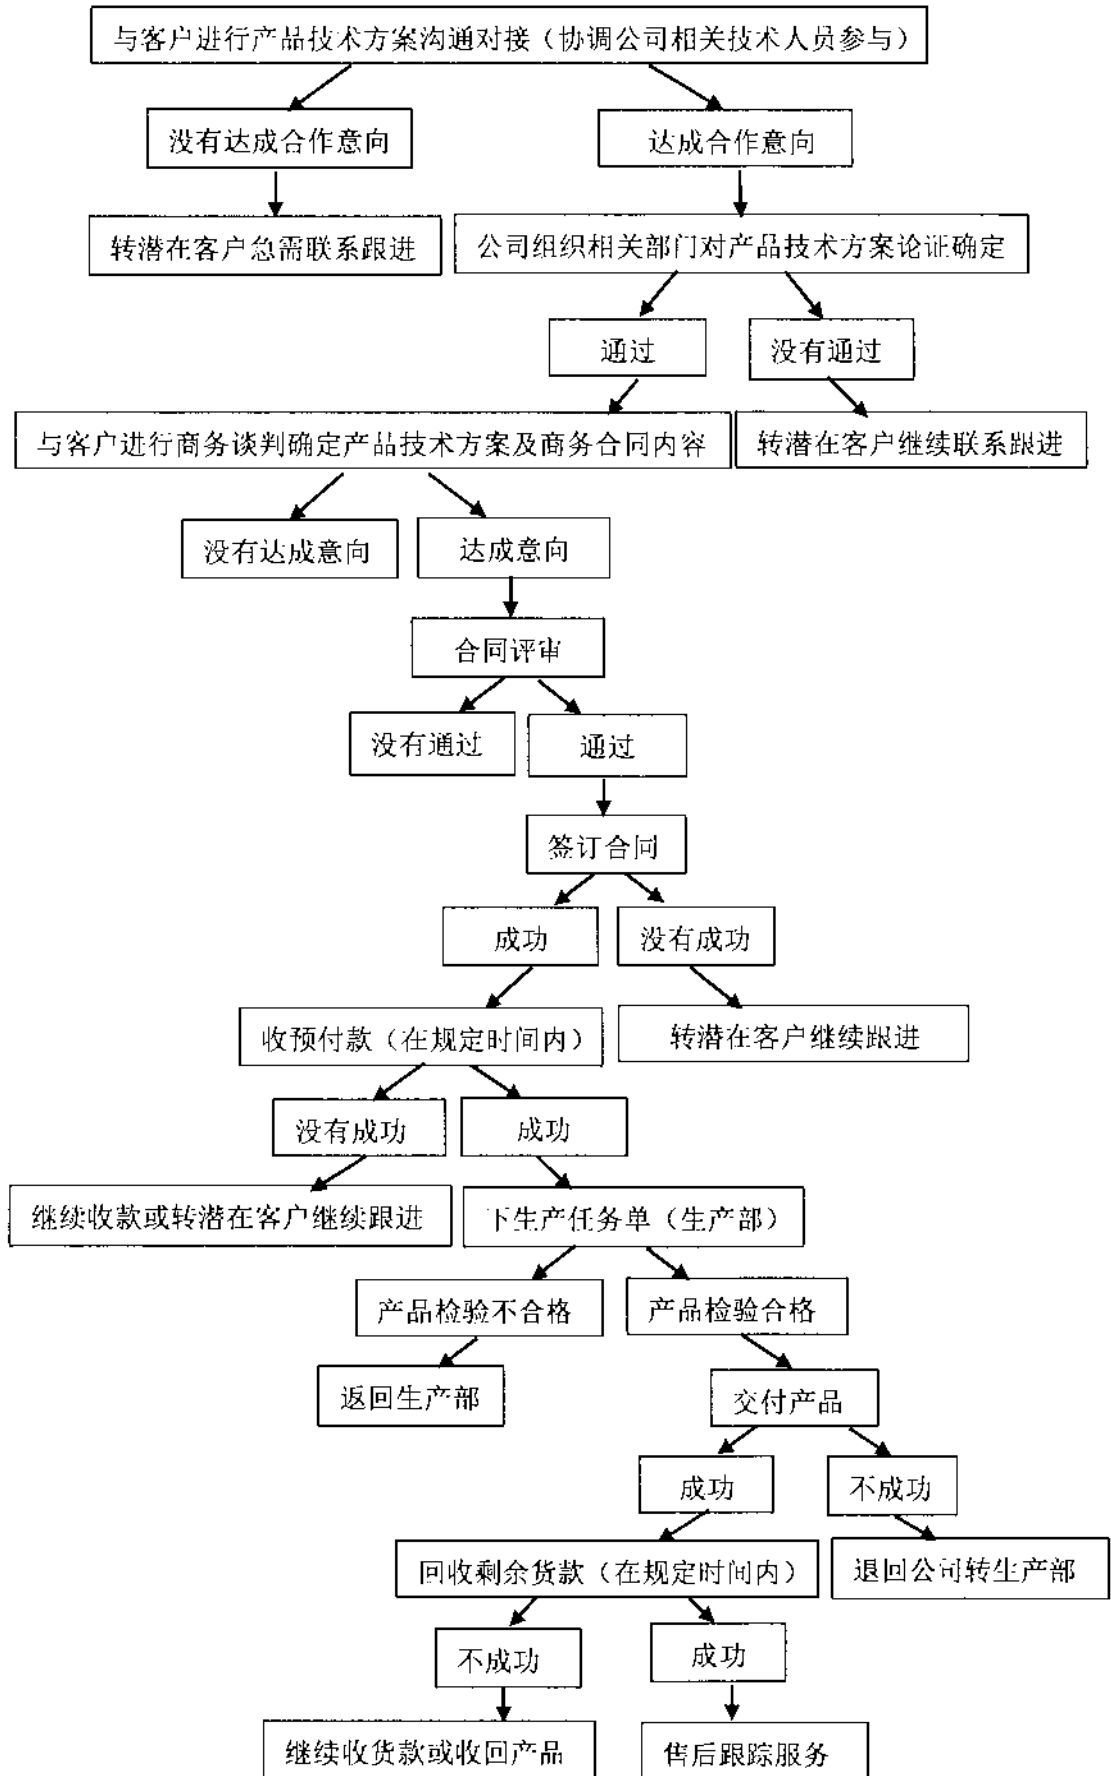 与客户进行产品技术方案沟通对接（协调公司相关技术人员参与）
没有达成合作意向
达成合作意向
转潜在客户急需联系跟进
公司组织相关部门对产品技术方案论证确定
通过
没有通过
与客户进行商务谈判确定产品技术方案及商务合同内容
转潜在客户继续联系跟进
没有达成意向
达成意向
合同评审
没有通过
通过
签订合同
成功
没有成功
收预付款（在规定时间内）
转潜在客户继续跟进
没有成功
成功
继续收款或转潜在客户继续跟进
下生产任务单（生产部）
产品检验不合格
产品检验合格
返回生产部
交付产品
成功
不成功
回收剩余货款（在规定时间内）
退回公司转生产部
不成功
成功
继续收货款或收回产品
售后跟踪服务